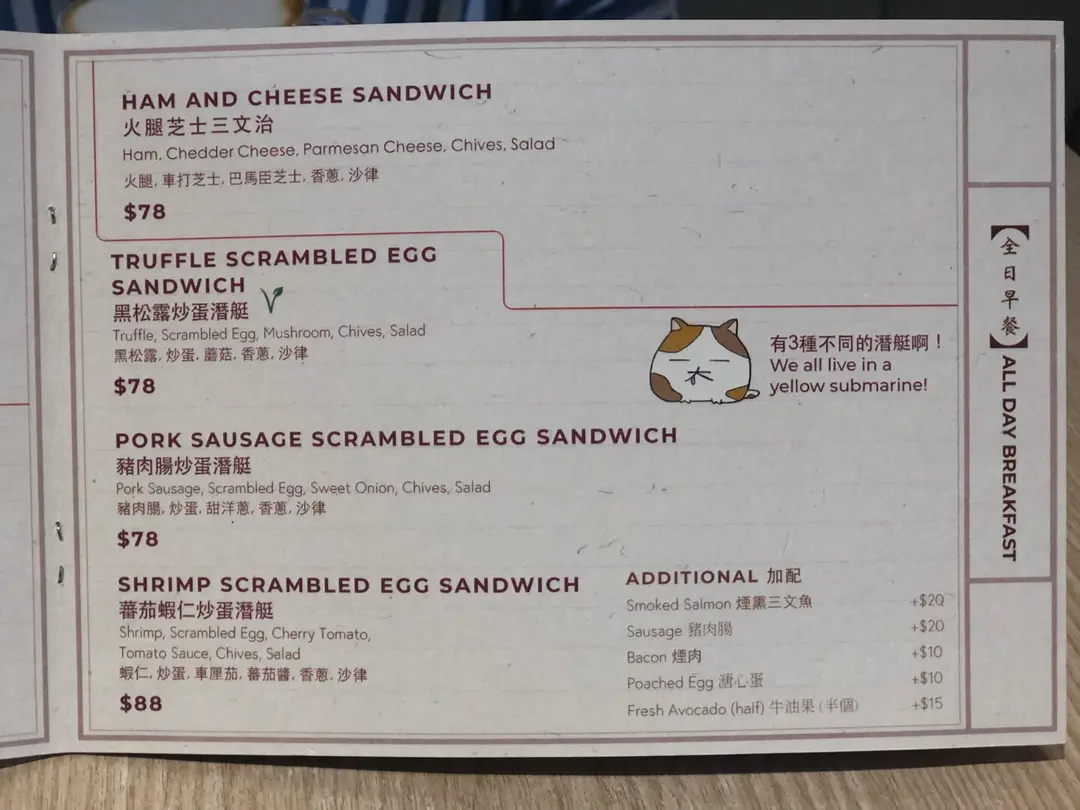 HAM AND CHEESE SANDWICH
火腿芝士三文治
Ham, Chedder Cheese, Parmesan Cheese, Chives, Salad
火腿, 車打芝士, 巴馬臣芝士, 香蔥, 沙律
$78
TRUFFLE SCRAMBLED EGG
SANDWICH
黑松露炒蛋潛艇
Truffle, Scrambled Egg, Mushroom, Chives, Salad
黑松露, 炒蛋, 蘑菇, 香蔥, 沙律
$78
有3種不同的潛艇啊！
We all live in a
yellow submarine!
PORK SAUSAGE SCRAMBLED EGG SANDWICH
豬肉腸炒蛋潛艇
Pork Sausage, Scrambled Egg, Sweet Onion, Chives, Salad
豬肉腸, 炒蛋, 甜洋蔥, 香蔥, 沙律
$78
SHRIMP SCRAMBLED EGG SANDWICH
蕃茄蝦仁炒蛋潛艇
Shrimp, Scrambled Egg, Cherry Tomato,
Tomato Sauce, Chives, Salad
蝦仁, 炒蛋, 車厘茄, 蕃茄醬, 香蔥, 沙律
$88
ADDITIONAL 加配
Smoked Salmon 煙熏三文魚 +$20
Sausage 豬肉腸 +$20
Bacon 煙肉 +$10
Poached Egg 溏心蛋 +$10
Fresh Avocado (half) 牛油果 (半個) +$15
【全日早餐】ALL DAY BREAKFAST